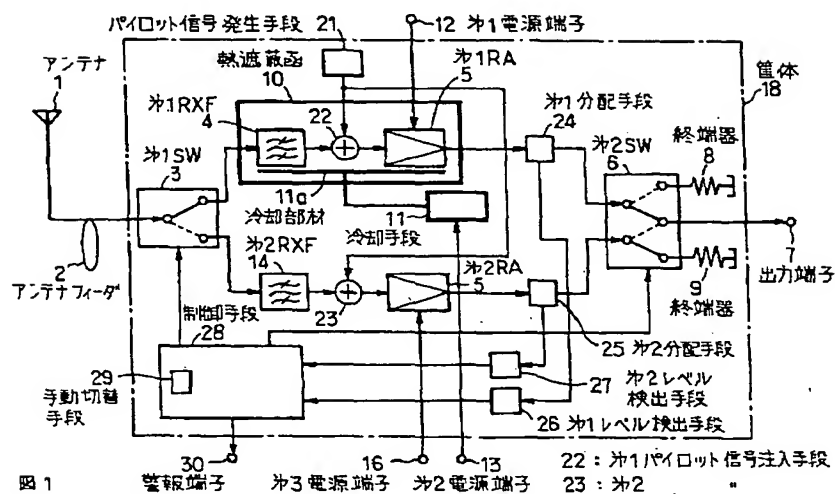 パイロット信号発生手段 21
12 第1電源端子
アンテナ
1
熱遮蔽函
10
第1RA
5
筐体
18
第1RXF
4
22
第1分配手段
24
第1SW
3
第2SW
6
終端器
8
11a
冷却部材
11
冷却手段
7
出力端子
2
アンテナフィーダ
第2RXF
14
23
第2RA
5
9
終端器
制御手段
28
25 第2分配手段
29
手動切替
手段
27 第2レベル
検出手段
26 第1レベル検出手段
30
警報端子
16
第3電源端子
13
第2電源端子
22:第1パイロット信号注入手段
23:第2 〃
図1